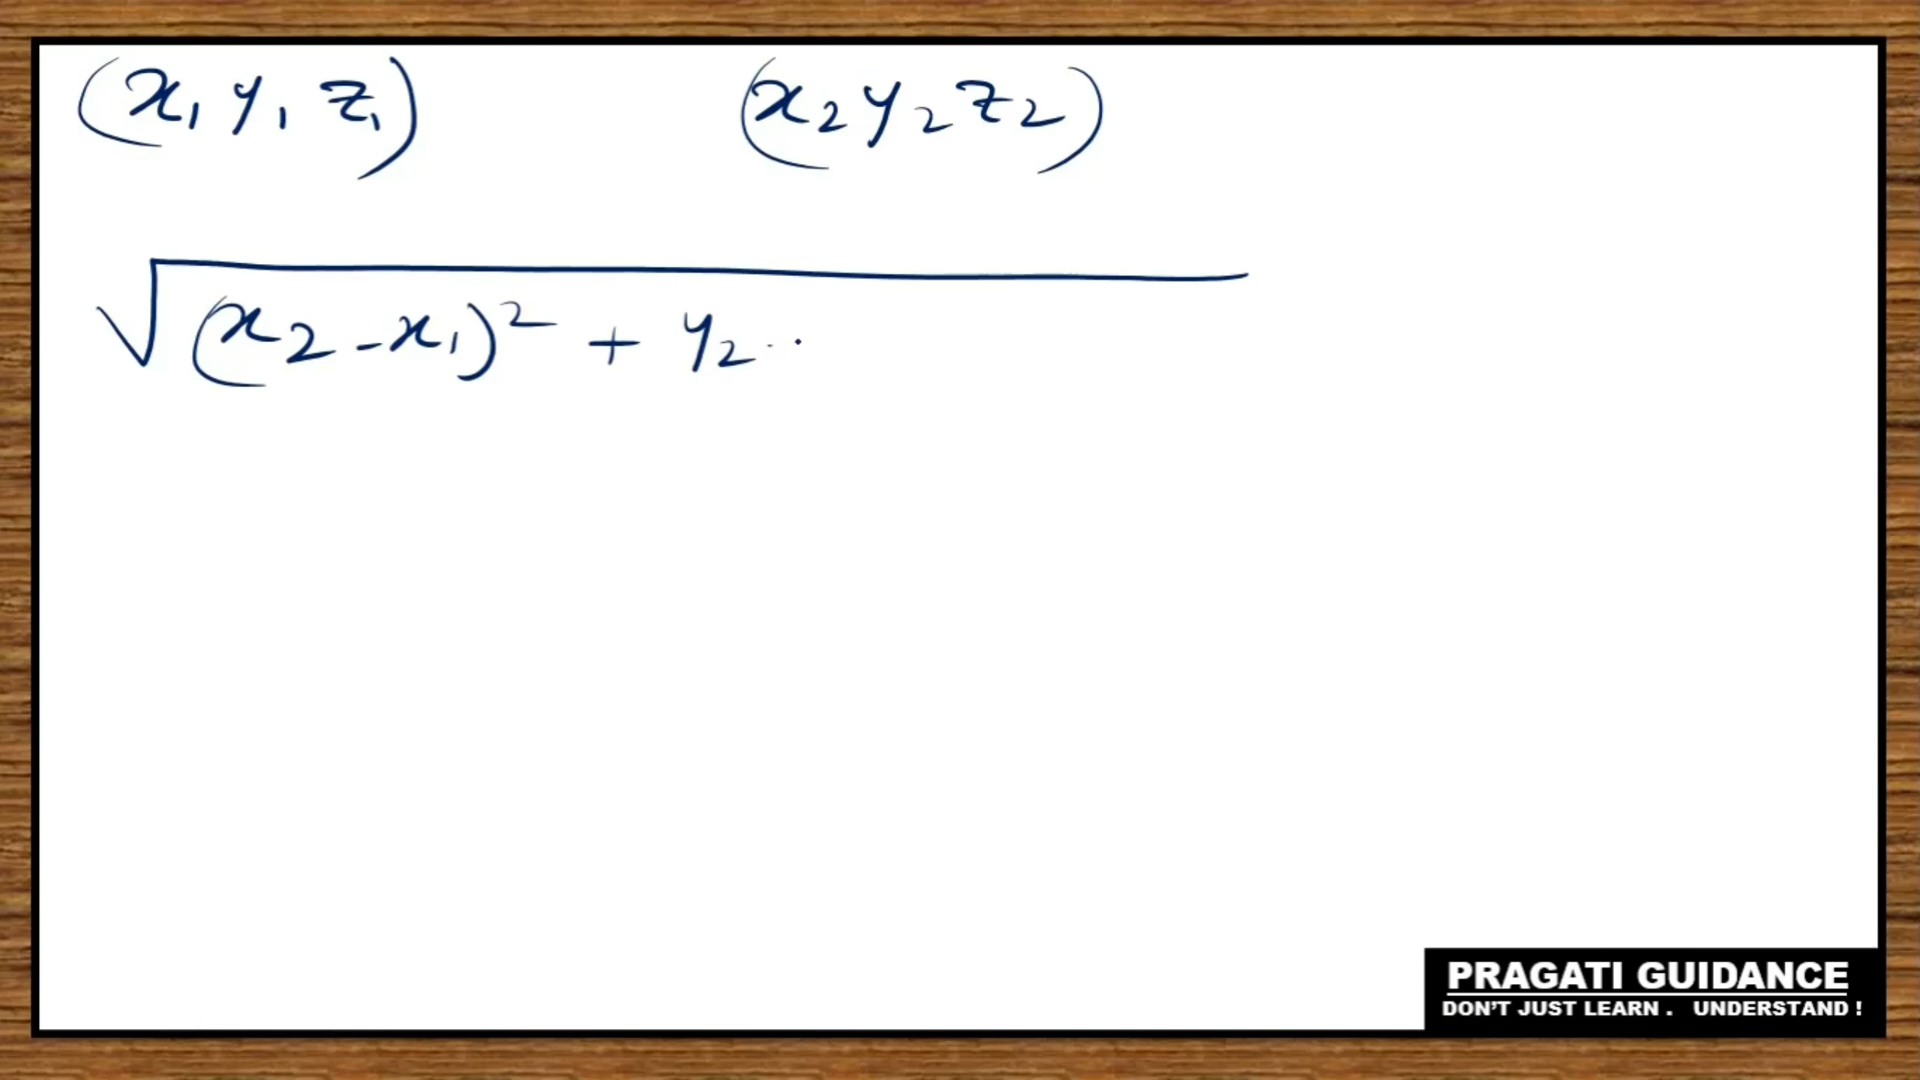 (x₁ y₁ z₁) (x₂ y₂ z₂)
√(x₂ - x₁)² + y₂ -
PRAGATI GUIDANCE
DON'T JUST LEARN . UNDERSTAND !